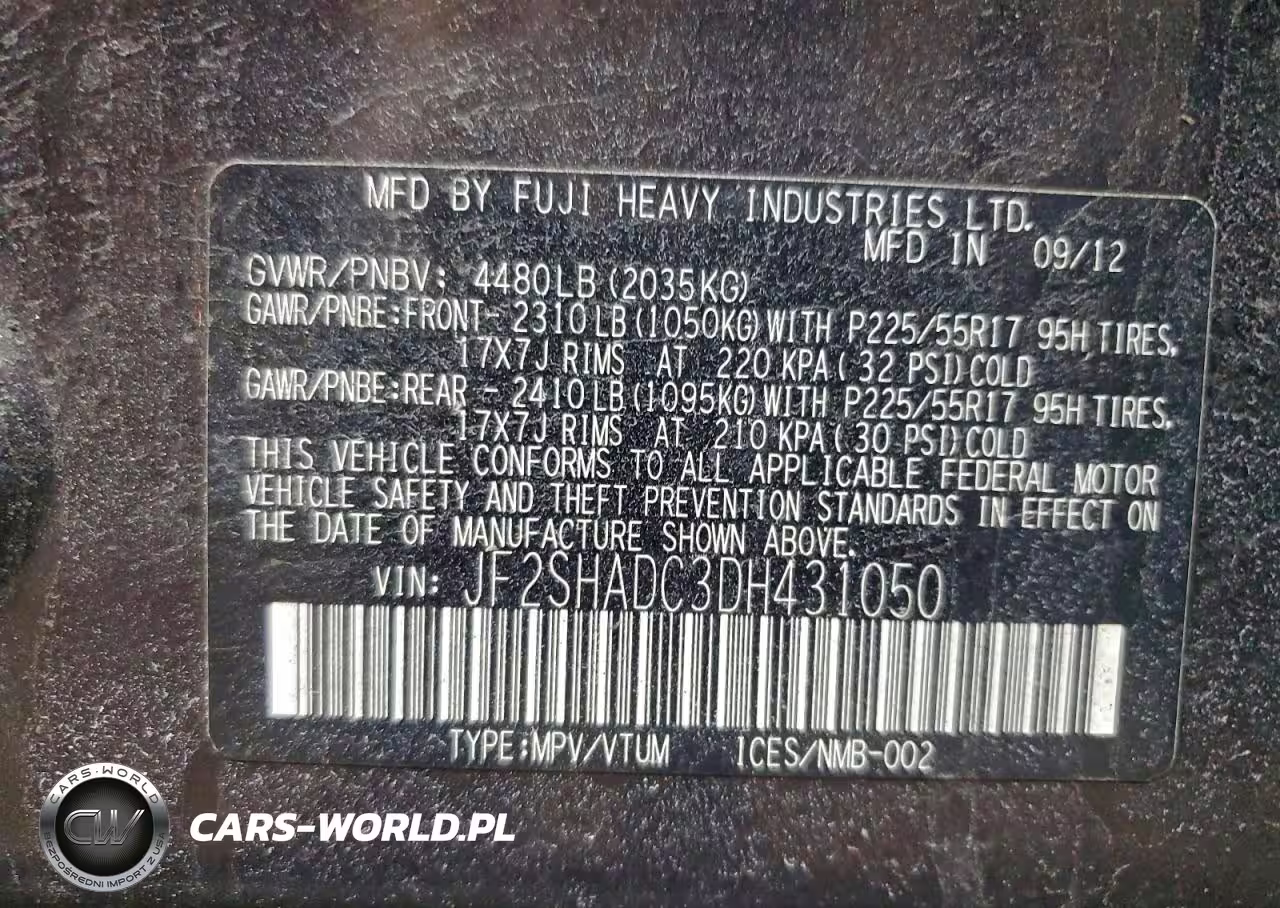 MFD BY FUJI HEAVY INDUSTRIES LTD.
MFD IN 09/12
GVWR/PNBV: 4480LB (2035KG)
GAWR/PNBE:FRONT- 2310LB (1050KG) WITH P225/55R17 95H TIRES,
17X7J RIMS AT 220 KPA ( 32 PSI) COLD
GAWR/PNBE:REAR - 2410LB (1095KG) WITH P225/55R17 95H TIRES,
17X7J RIMS AT 210 KPA ( 30 PSI) COLD
THIS VEHICLE CONFORMS TO ALL APPLICABLE FEDERAL MOTOR
VEHICLE SAFETY AND THEFT PREVENTION STANDARDS IN EFFECT ON
THE DATE OF MANUFACTURE SHOWN ABOVE.
VIN: JF2SHADC3DH431050
TYPE:MPV/VTUM ICES/NMB-002
CARS-WORLD
CW
BEZPOŚREDNI IMPORT Z USA
CARS-WORLD.PL